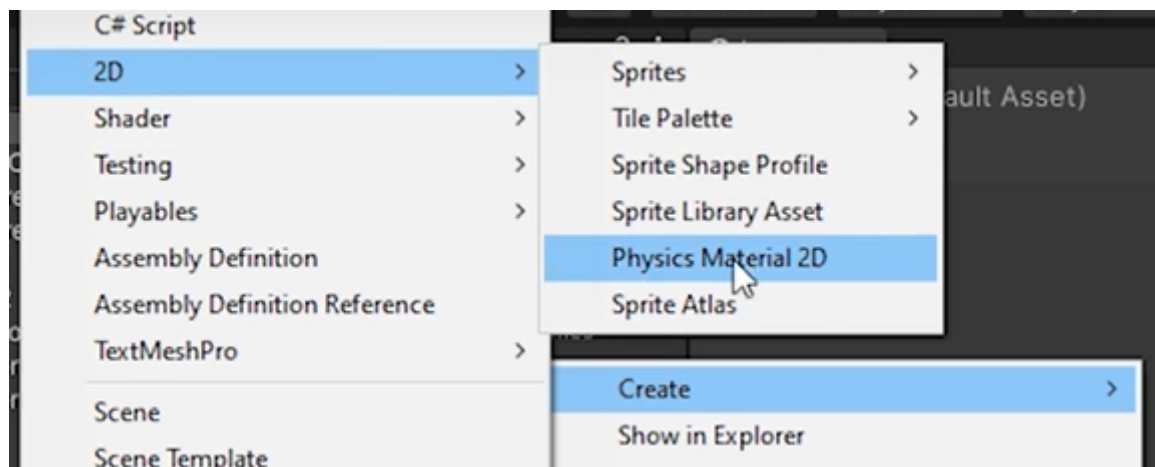 C# Script
2D
Shader
Testing
Playables
Assembly Definition
Assembly Definition Reference
TextMeshPro
Scene
Scene Template
Sprites
Tile Palette
Sprite Shape Profile
Sprite Library Asset
Physics Material 2D
Sprite Atlas
ault Asset)
Create
Show in Explorer